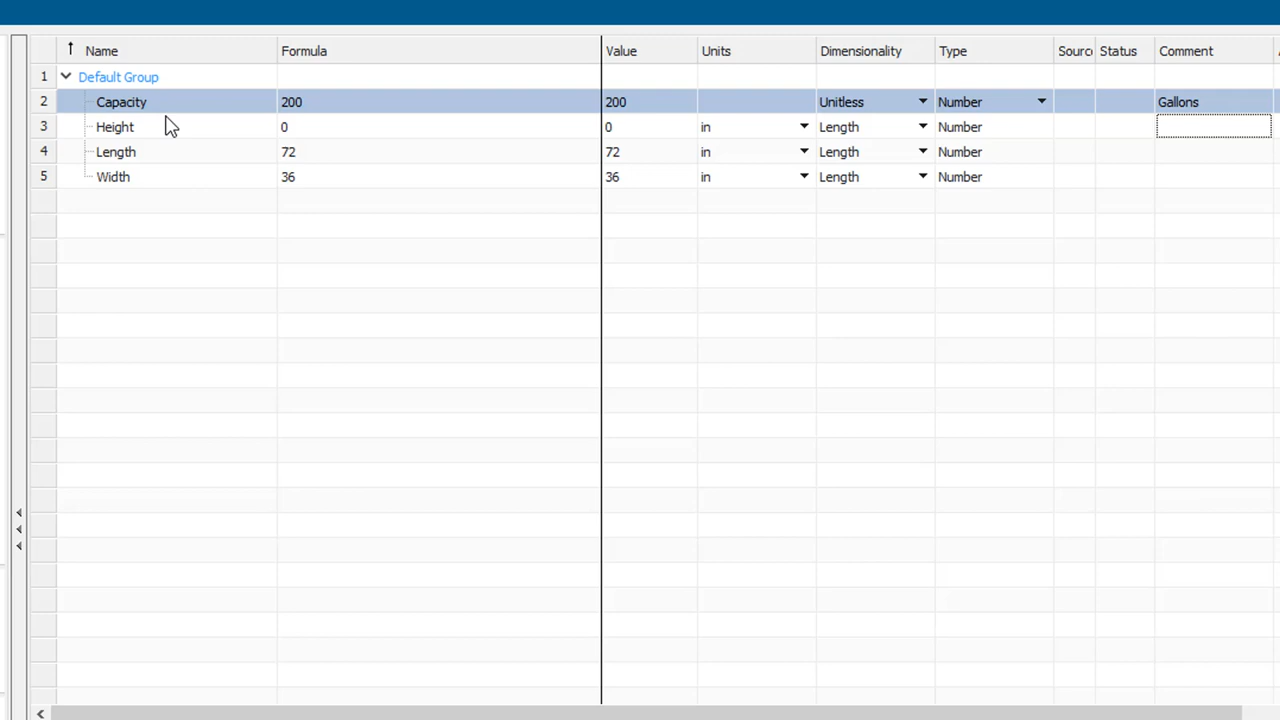 ↑ Name Formula Value Units Dimensionality Type Sourc Status Comment
1 Default Group
2 Capacity 200 200 Unitless Number Gallons
3 Height 0 0 in Length Number
4 Length 72 72 in Length Number
5 Width 36 36 in Length Number